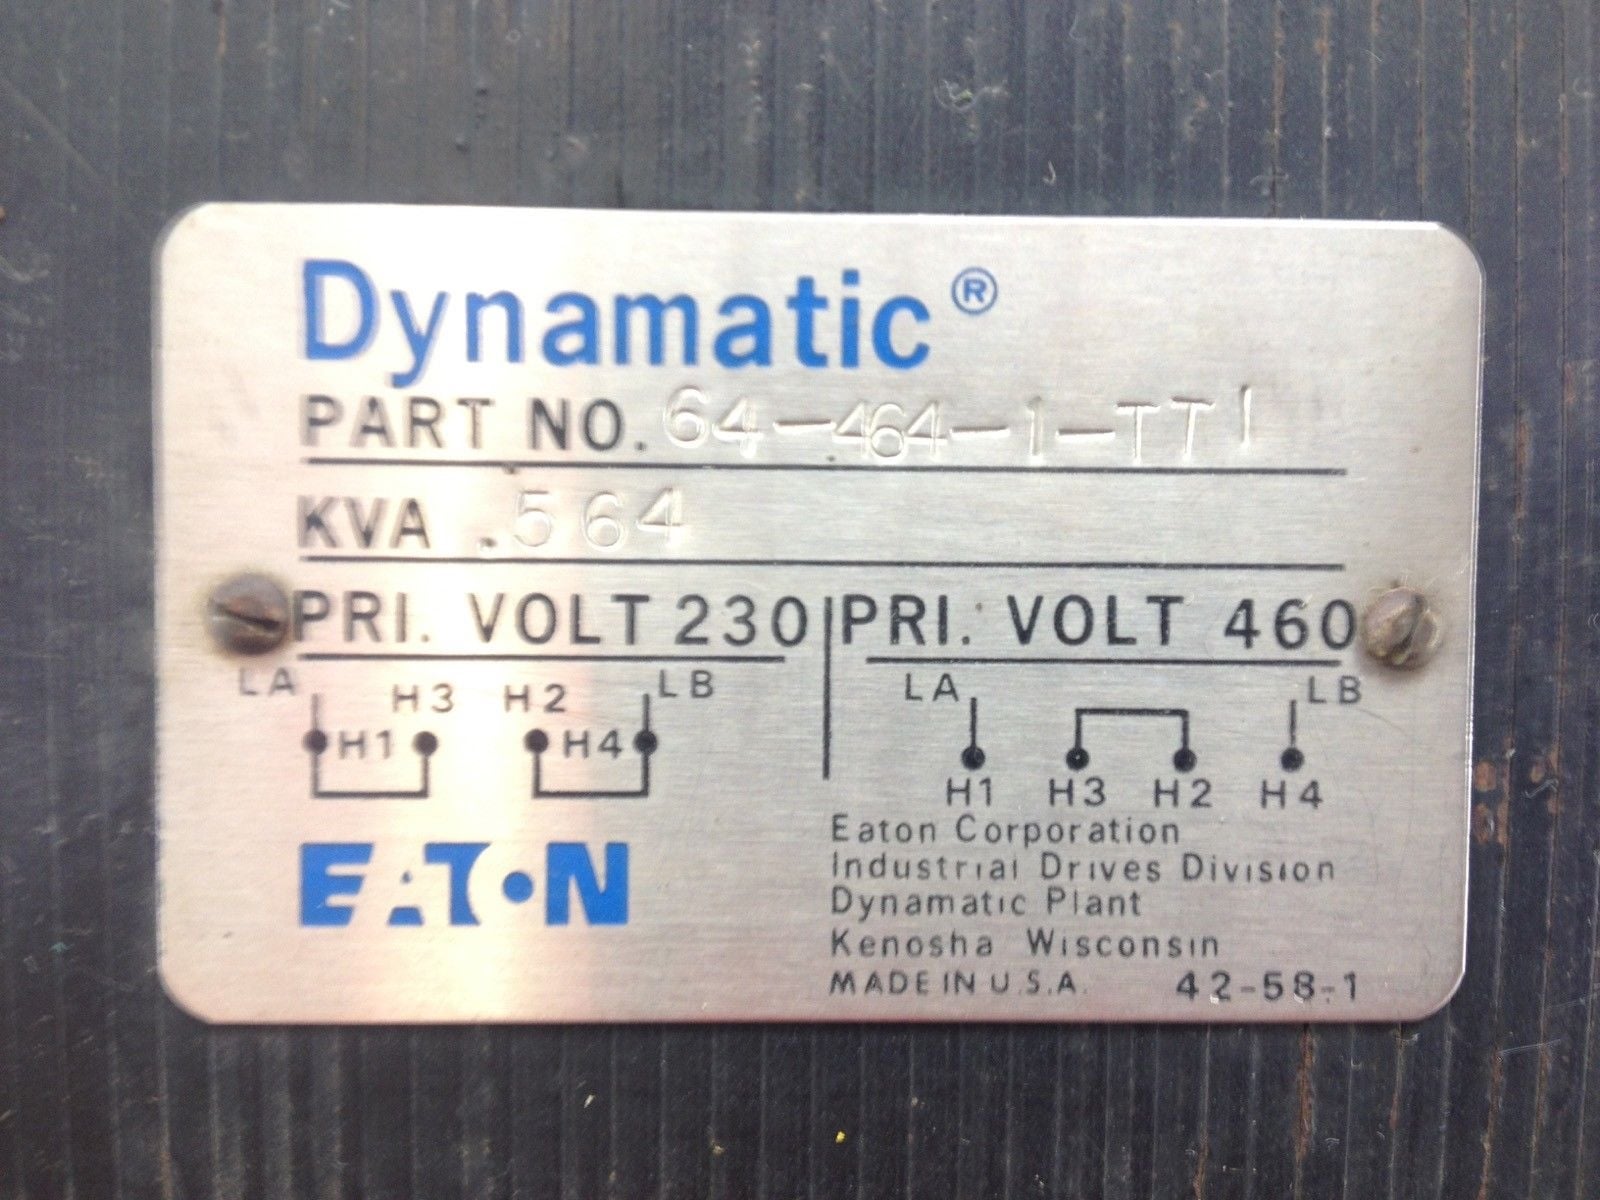 Dynamatic®
PART NO. 64-464-1-TT1
KVA .564
PRI. VOLT 230 PRI. VOLT 460
LA H3 H2 LB
H1 H4
LA LB
H1 H3 H2 H4
EATON
Eaton Corporation
Industrial Drives Division
Dynamatic Plant
Kenosha Wisconsin
MADE IN U.S.A. 42-58-1